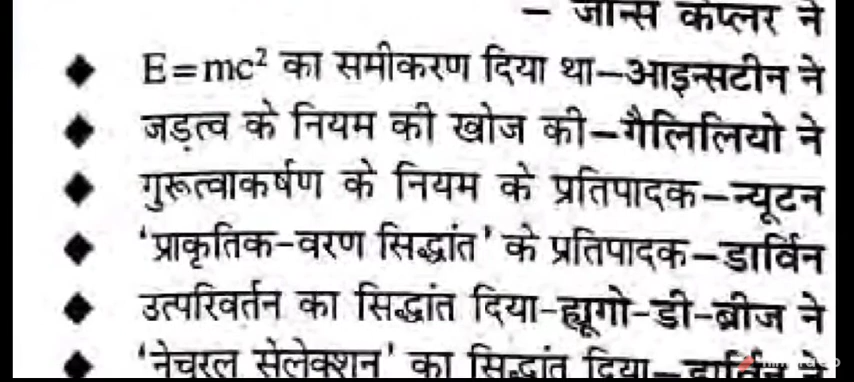 – जॉन्स केप्लर ने
◆ E=mc² का समीकरण दिया था–आइन्सटीन ने
◆ जड़त्व के नियम की खोज की–गैलिलियो ने
◆ गुरूत्वाकर्षण के नियम के प्रतिपादक–न्यूटन
◆ ‘प्राकृतिक-वरण सिद्धांत’ के प्रतिपादक–डार्विन
◆ उत्परिवर्तन का सिद्धांत दिया-ह्यूगो-डी-ब्रीज ने
◆ ‘नेचुरल सेलेक्शन’ का सिद्धांत दिया–डार्विन ने